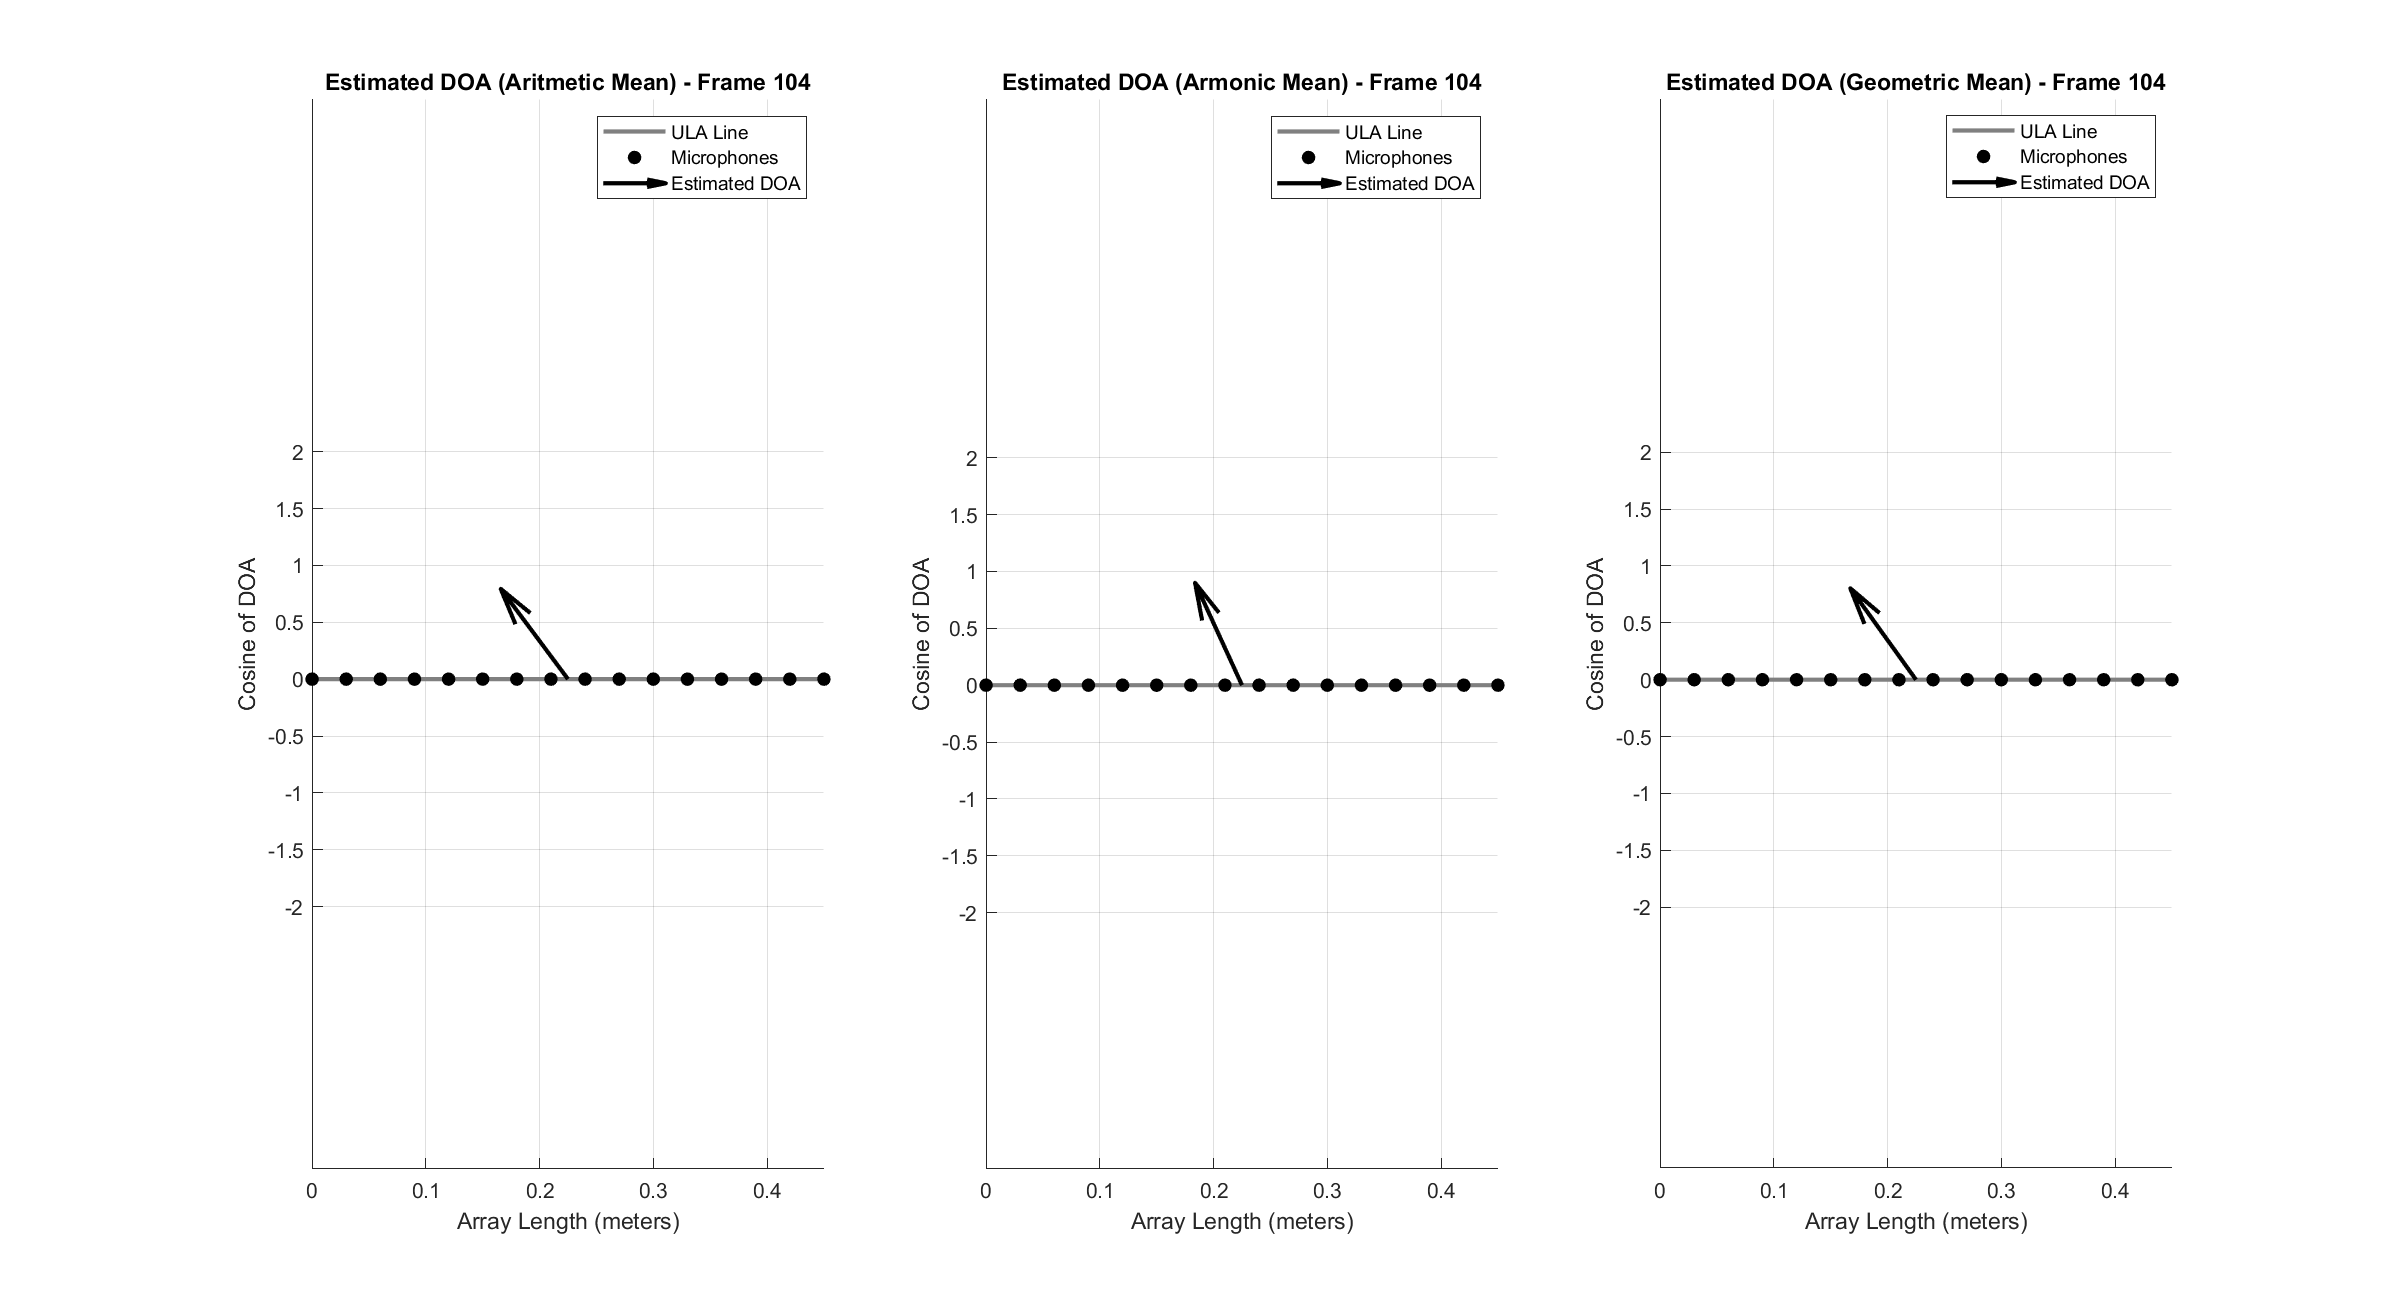 Estimated DOA (Aritmetic Mean) - Frame 104
ULA Line
Microphones
Estimated DOA
2
1.5
1
0.5
0
-0.5
-1
-1.5
-2
Cosine of DOA
0 0.1 0.2 0.3 0.4
Array Length (meters)
Estimated DOA (Armonic Mean) - Frame 104
ULA Line
Microphones
Estimated DOA
2
1.5
1
0.5
0
-0.5
-1
-1.5
-2
Cosine of DOA
0 0.1 0.2 0.3 0.4
Array Length (meters)
Estimated DOA (Geometric Mean) - Frame 104
ULA Line
Microphones
Estimated DOA
2
1.5
1
0.5
0
-0.5
-1
-1.5
-2
Cosine of DOA
0 0.1 0.2 0.3 0.4
Array Length (meters)